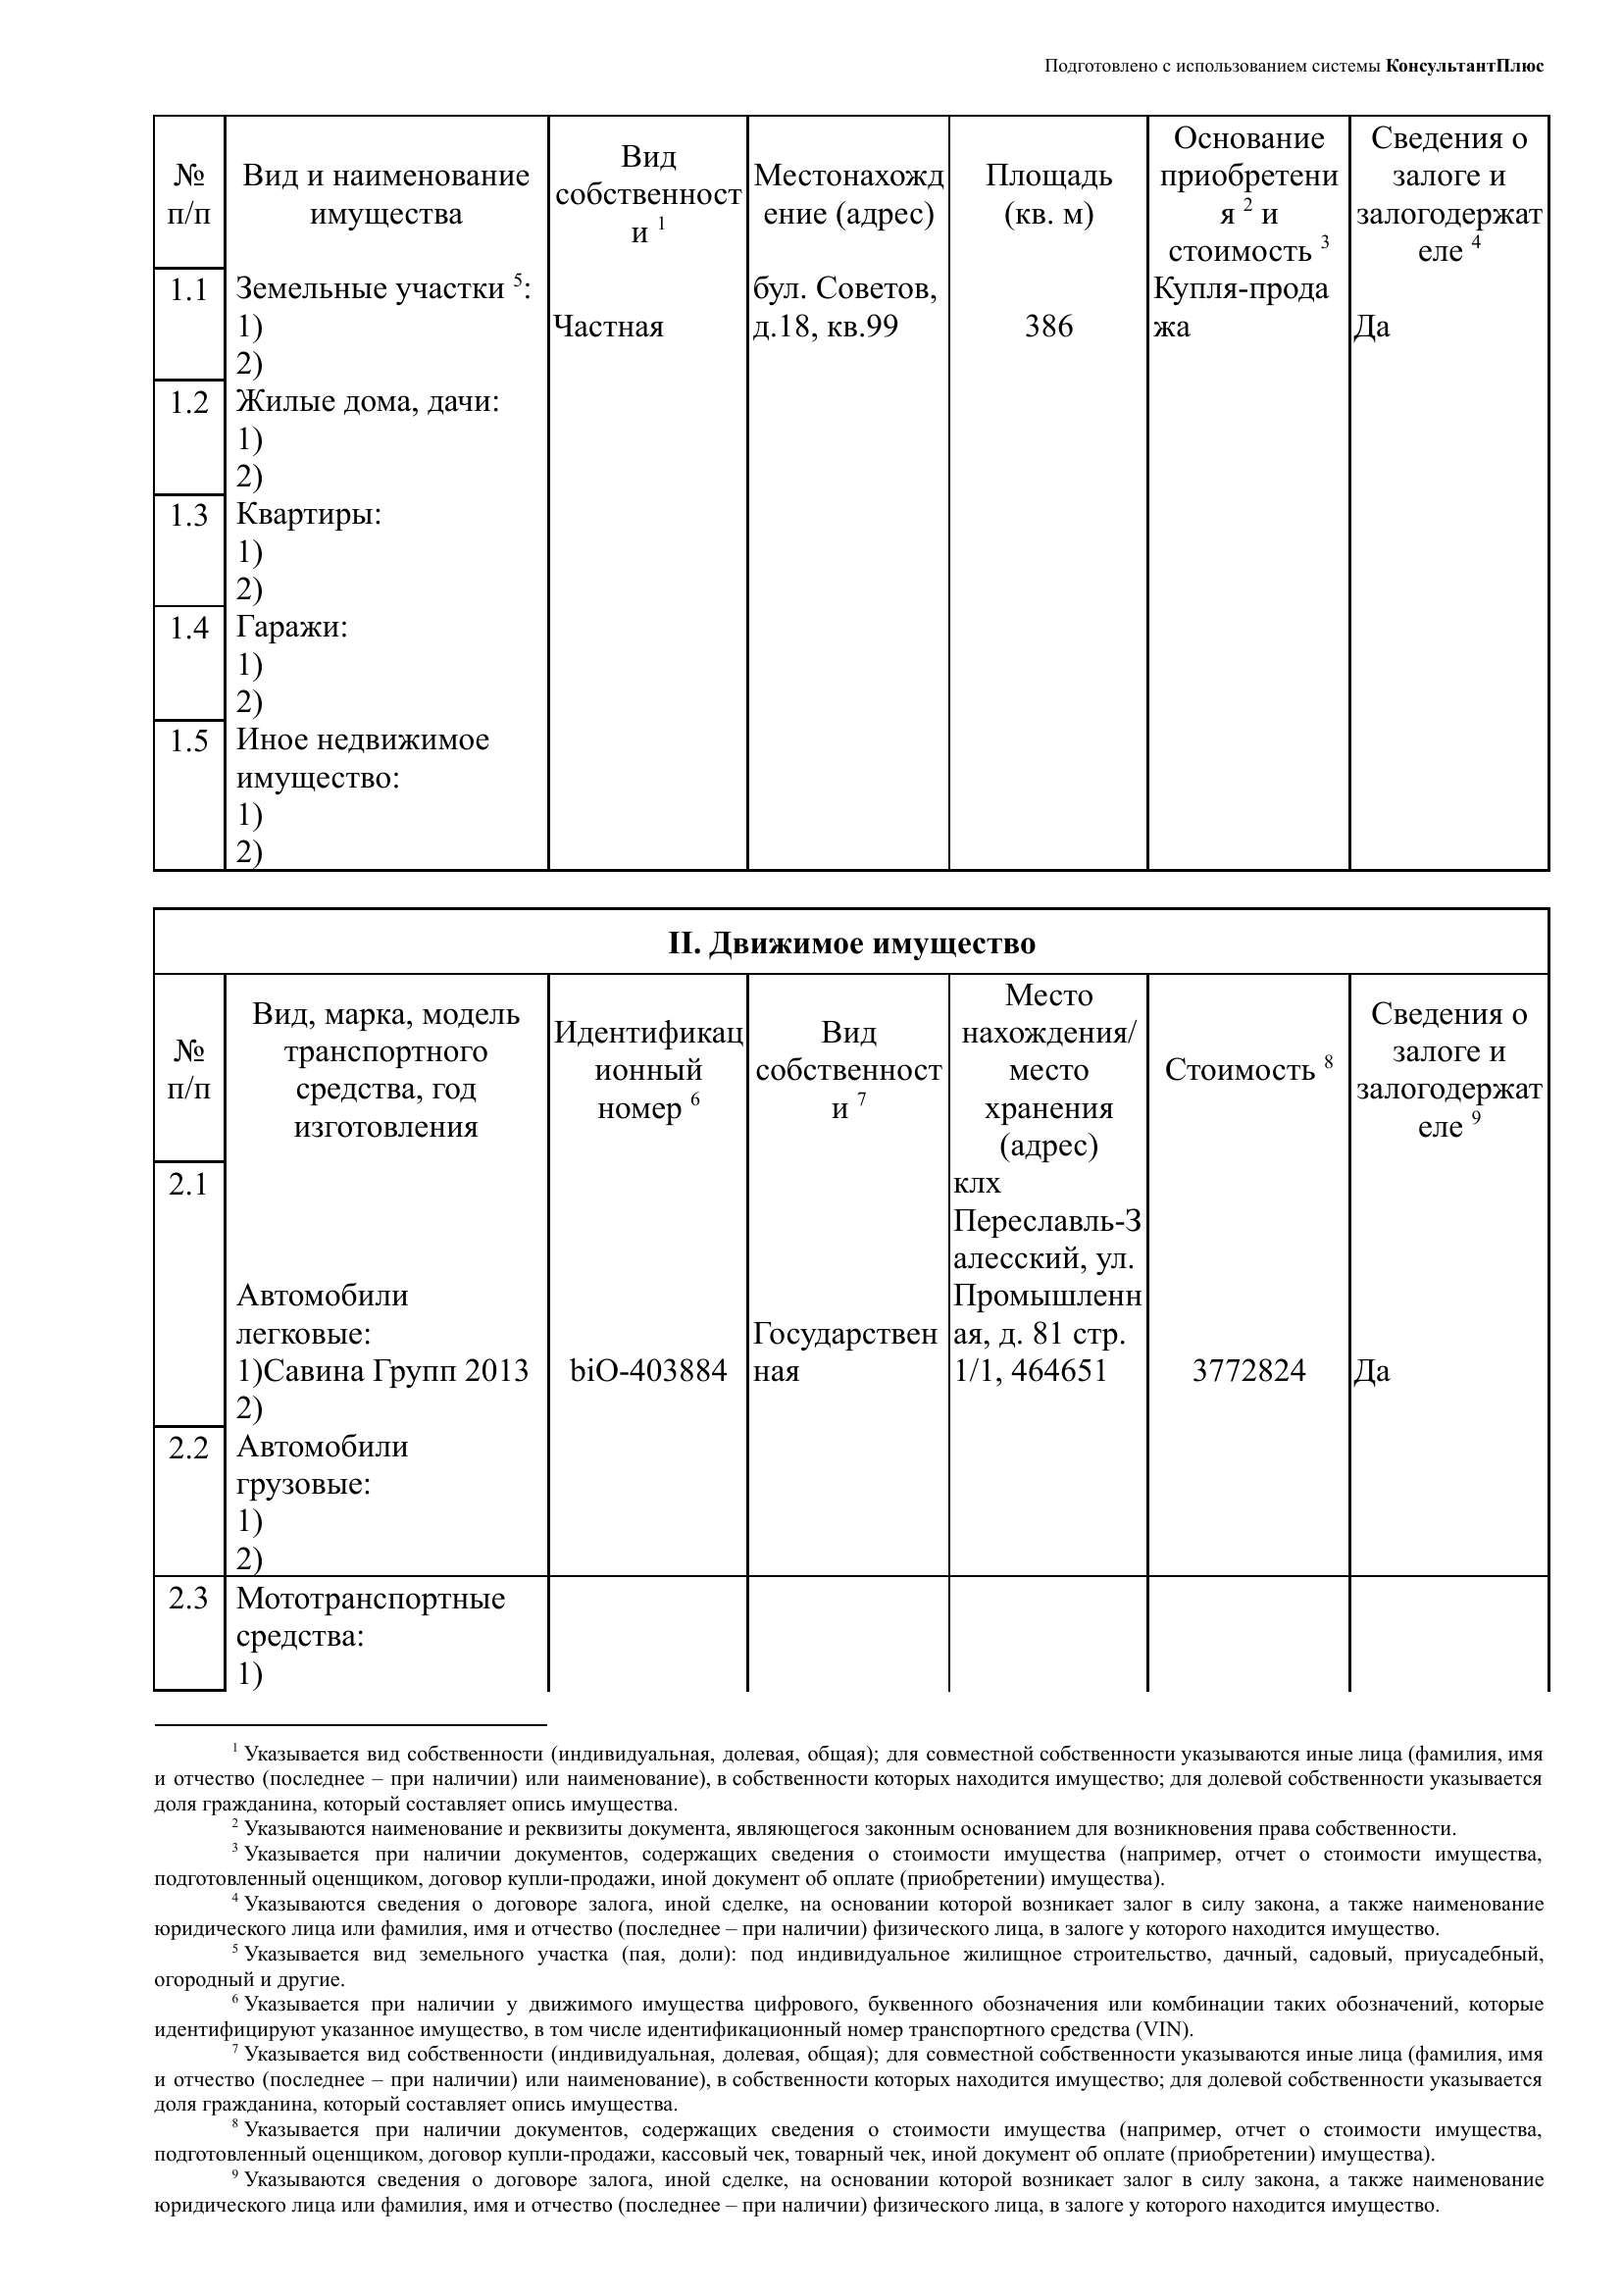 Подготовлено с использованием системы КонсультантПлюс
№
п/п
Вид и наименование
имущества
Вид
собственност
и 1
Местонахожд
ение (адрес)
Площадь
(кв. м)
Основание
приобретени
я 2 и
стоимость 3
Сведения о
залоге и
залогодержат
еле 4
1.1
Земельные участки 5:
1)
2)
Частная
бул. Советов,
д.18, кв.99
386
Купля-прода
жа
Да
1.2
Жилые дома, дачи:
1)
2)
1.3
Квартиры:
1)
2)
1.4
Гаражи:
1)
2)
1.5
Иное недвижимое
имущество:
1)
2)
II. Движимое имущество
№
п/п
Вид, марка, модель
транспортного
средства, год
изготовления
Идентификац
ионный
номер 6
Вид
собственност
и 7
Место
нахождения/
место
хранения
(адрес)
Стоимость 8
Сведения о
залоге и
залогодержат
еле 9
2.1
Автомобили
легковые:
1)Савина Групп 2013
2)
biO-403884
Государствен
ная
клх
Переславль-З
алесский, ул.
Промышленн
ая, д. 81 стр.
1/1, 464651
3772824
Да
2.2
Автомобили
грузовые:
1)
2)
2.3
Мототранспортные
средства:
1)
1 Указывается вид собственности (индивидуальная, долевая, общая); для совместной собственности указываются иные лица (фамилия, имя
и отчество (последнее – при наличии) или наименование), в собственности которых находится имущество; для долевой собственности указывается
доля гражданина, который составляет опись имущества.
2 Указываются наименование и реквизиты документа, являющегося законным основанием для возникновения права собственности.
3 Указывается при наличии документов, содержащих сведения о стоимости имущества (например, отчет о стоимости имущества,
подготовленный оценщиком, договор купли-продажи, иной документ об оплате (приобретении) имущества).
4 Указываются сведения о договоре залога, иной сделке, на основании которой возникает залог в силу закона, а также наименование
юридического лица или фамилия, имя и отчество (последнее – при наличии) физического лица, в залоге у которого находится имущество.
5 Указывается вид земельного участка (пая, доли): под индивидуальное жилищное строительство, дачный, садовый, приусадебный,
огородный и другие.
6 Указывается при наличии у движимого имущества цифрового, буквенного обозначения или комбинации таких обозначений, которые
идентифицируют указанное имущество, в том числе идентификационный номер транспортного средства (VIN).
7 Указывается вид собственности (индивидуальная, долевая, общая); для совместной собственности указываются иные лица (фамилия, имя
и отчество (последнее – при наличии) или наименование), в собственности которых находится имущество; для долевой собственности указывается
доля гражданина, который составляет опись имущества.
8 Указывается при наличии документов, содержащих сведения о стоимости имущества (например, отчет о стоимости имущества,
подготовленный оценщиком, договор купли-продажи, кассовый чек, товарный чек, иной документ об оплате (приобретении) имущества).
9 Указываются сведения о договоре залога, иной сделке, на основании которой возникает залог в силу закона, а также наименование
юридического лица или фамилия, имя и отчество (последнее – при наличии) физического лица, в залоге у которого находится имущество.